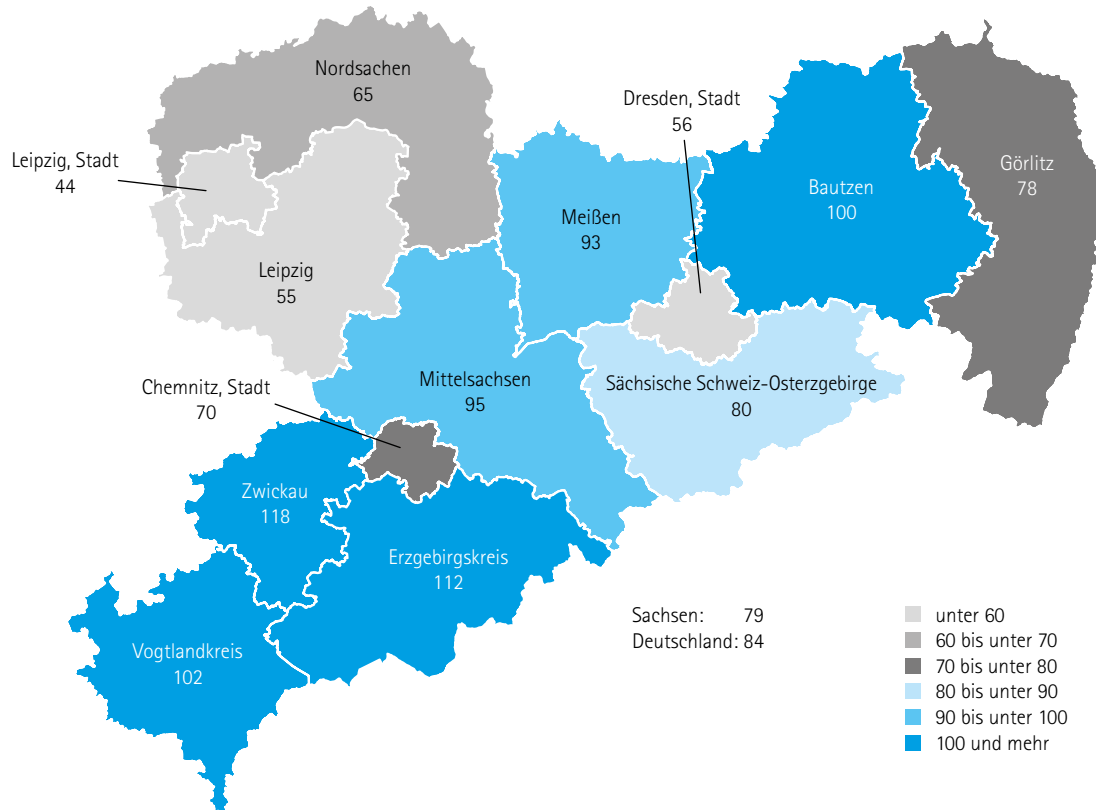 Nordsachen
65
Dresden, Stadt
56
Leipzig, Stadt
44
Görlitz
78
Bautzen
100
Meißen
93
Leipzig
55
Mittelsachsen
95
Sächsische Schweiz-Osterzgebirge
80
Chemnitz, Stadt
70
Zwickau
118
Erzgebirgskreis
112
Vogtlandkreis
102
Sachsen: 79
Deutschland: 84
unter 60
60 bis unter 70
70 bis unter 80
80 bis unter 90
90 bis unter 100
100 und mehr